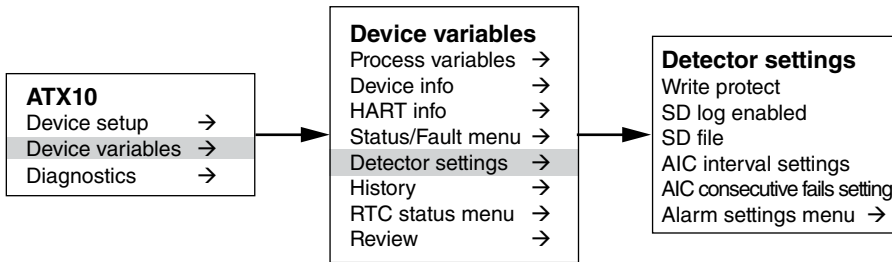 ATX10
Device setup →
Device variables →
Diagnostics →
Device variables
Process variables →
Device info →
HART info →
Status/Fault menu →
Detector settings →
History →
RTC status menu →
Review →
Detector settings
Write protect
SD log enabled
SD file
AIC interval settings
AIC consecutive fails setting
Alarm settings menu →